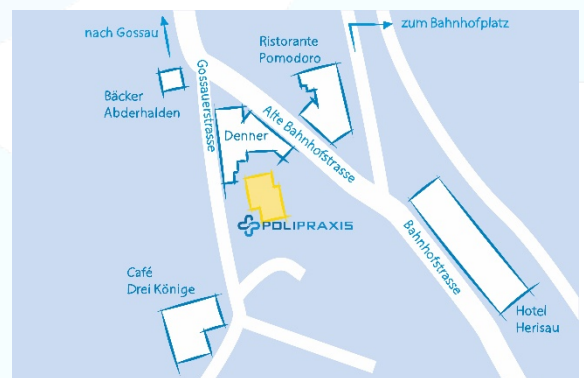 nach Gossau
zum Bahnhofplatz
Ristorante
Pomodoro
Bäcker
Abderhalden
Gossauerstrasse
Denner
Alte Bahnhofstrasse
POLIPRAXIS
Bahnhofstrasse
Café
Drei Könige
Hotel
Herisau